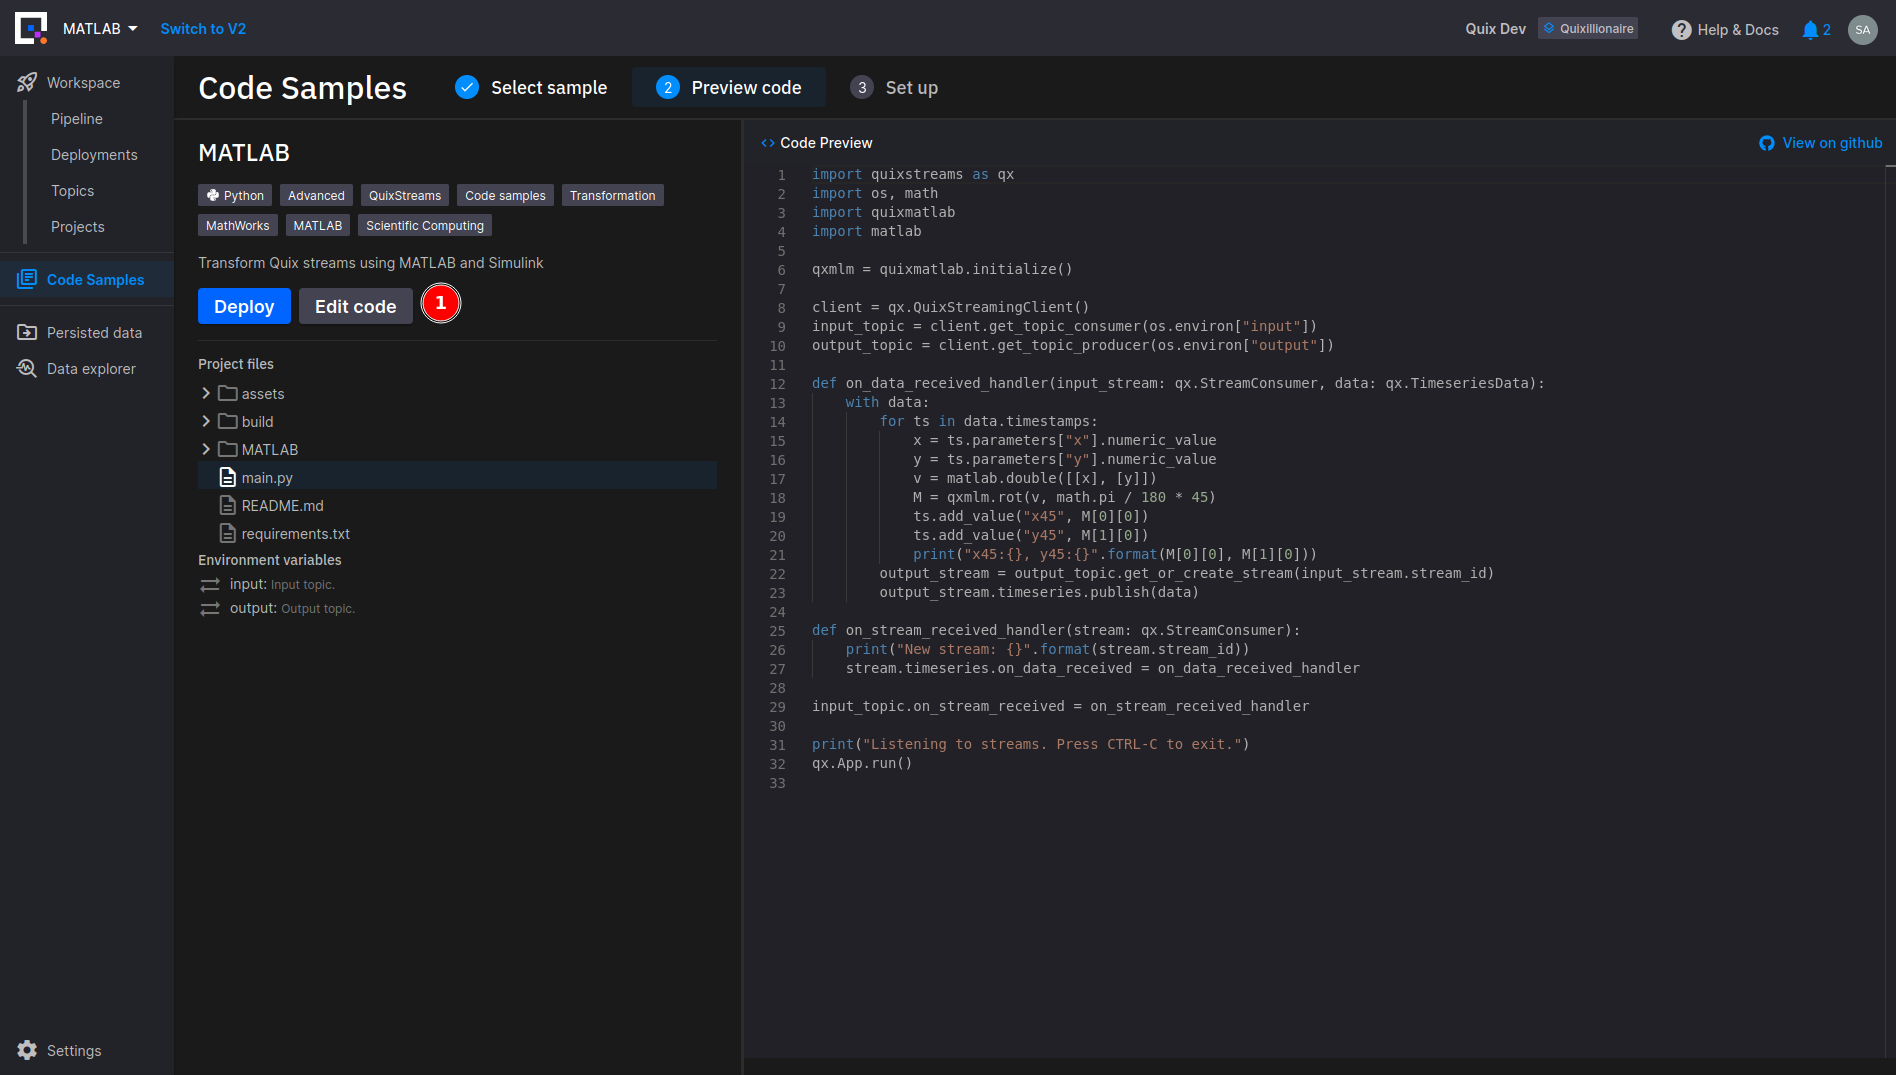 MATLAB
Switch to V2
Quix Dev
Quixillionaire
Help & Docs
2
SA
Workspace
Pipeline
Deployments
Topics
Projects
Code Samples
Persisted data
Data explorer
Settings
Code Samples
Select sample
2 Preview code
3 Set up
MATLAB
Python Advanced QuixStreams Code samples Transformation
MathWorks MATLAB Scientific Computing
Transform Quix streams using MATLAB and Simulink
Deploy Edit code 1
Project files
assets
build
MATLAB
main.py
README.md
requirements.txt
Environment variables
input: Input topic.
output: Output topic.
Code Preview
View on github
1 import quixstreams as qx
2 import os, math
3 import quixmatlab
4 import matlab
5
6 qxmlm = quixmatlab.initialize()
7
8 client = qx.QuixStreamingClient()
9 input_topic = client.get_topic_consumer(os.environ["input"])
10 output_topic = client.get_topic_producer(os.environ["output"])
11
12 def on_data_received_handler(input_stream: qx.StreamConsumer, data: qx.TimeseriesData):
13     with data:
14         for ts in data.timestamps:
15             x = ts.parameters["x"].numeric_value
16             y = ts.parameters["y"].numeric_value
17             v = matlab.double([[x], [y]])
18             M = qxmlm.rot(v, math.pi / 180 * 45)
19             ts.add_value("x45", M[0][0])
20             ts.add_value("y45", M[1][0])
21             print("x45:{}, y45:{}".format(M[0][0], M[1][0]))
22         output_stream = output_topic.get_or_create_stream(input_stream.stream_id)
23         output_stream.timeseries.publish(data)
24
25 def on_stream_received_handler(stream: qx.StreamConsumer):
26     print("New stream: {}".format(stream.stream_id))
27     stream.timeseries.on_data_received = on_data_received_handler
28
29 input_topic.on_stream_received = on_stream_received_handler
30
31 print("Listening to streams. Press CTRL-C to exit.")
32 qx.App.run()
33